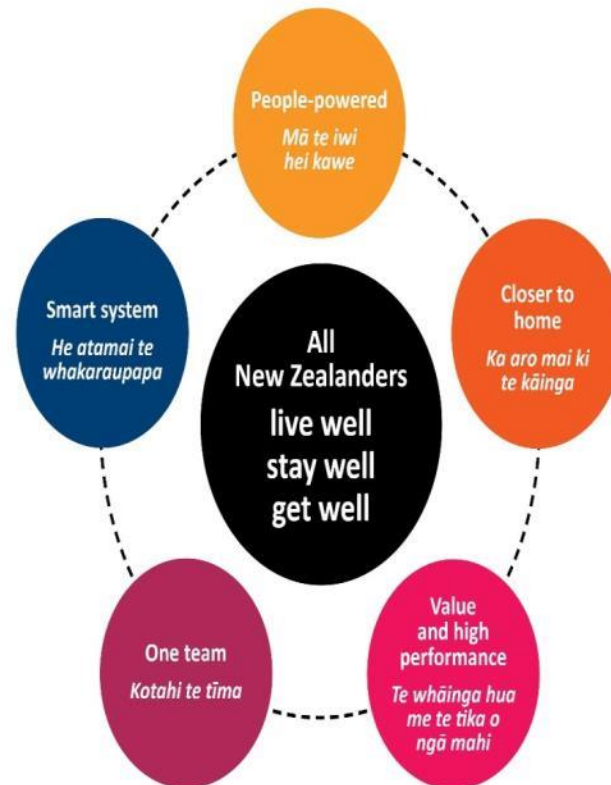 People-powered
Mā te iwi
hei kawe
Closer to
home
Ka aro mai ki
te kāinga
Value
and high
performance
Te whāinga hua
me te tika o
ngā mahi
One team
Kotahi te tīma
Smart system
He atamai te
whakaraupapa
All
New Zealanders
live well
stay well
get well